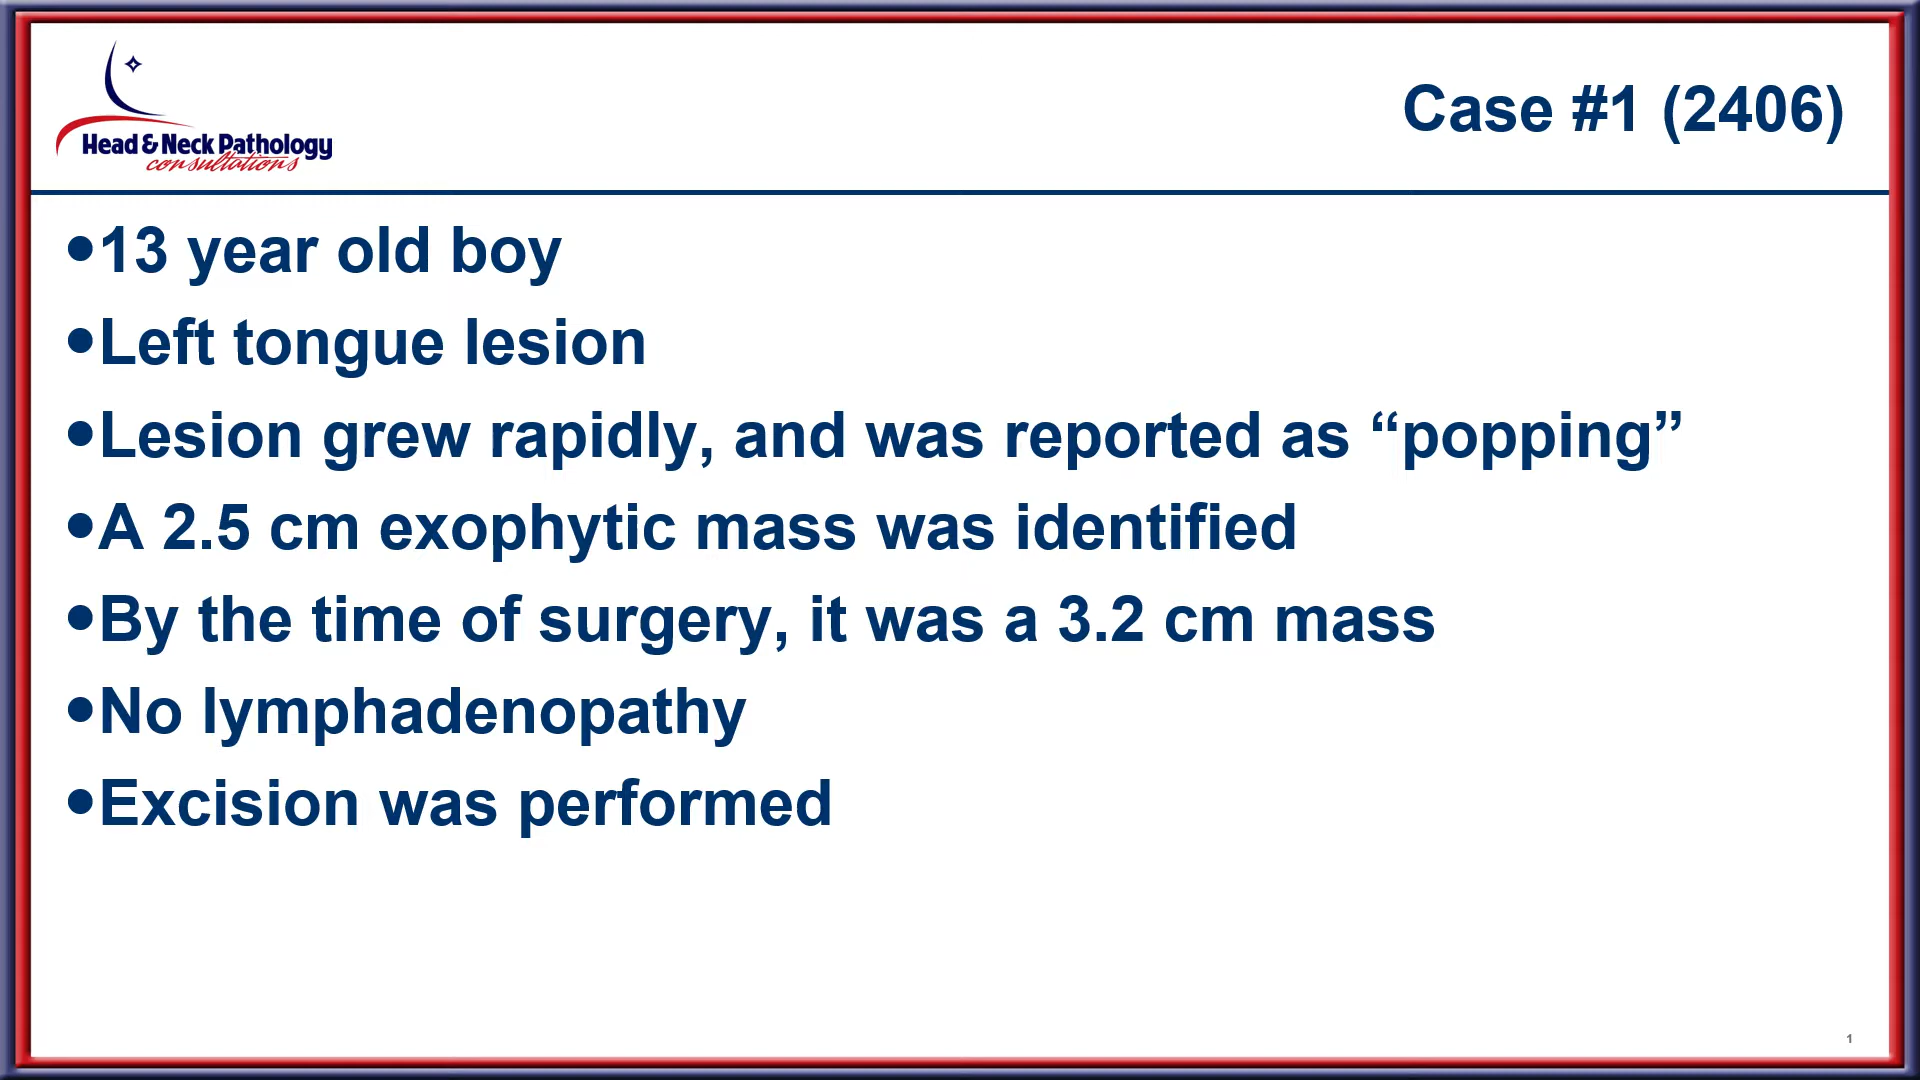 Head & Neck Pathology
consultations
Case #1 (2406)
•13 year old boy
•Left tongue lesion
•Lesion grew rapidly, and was reported as “popping”
•A 2.5 cm exophytic mass was identified
•By the time of surgery, it was a 3.2 cm mass
•No lymphadenopathy
•Excision was performed
1